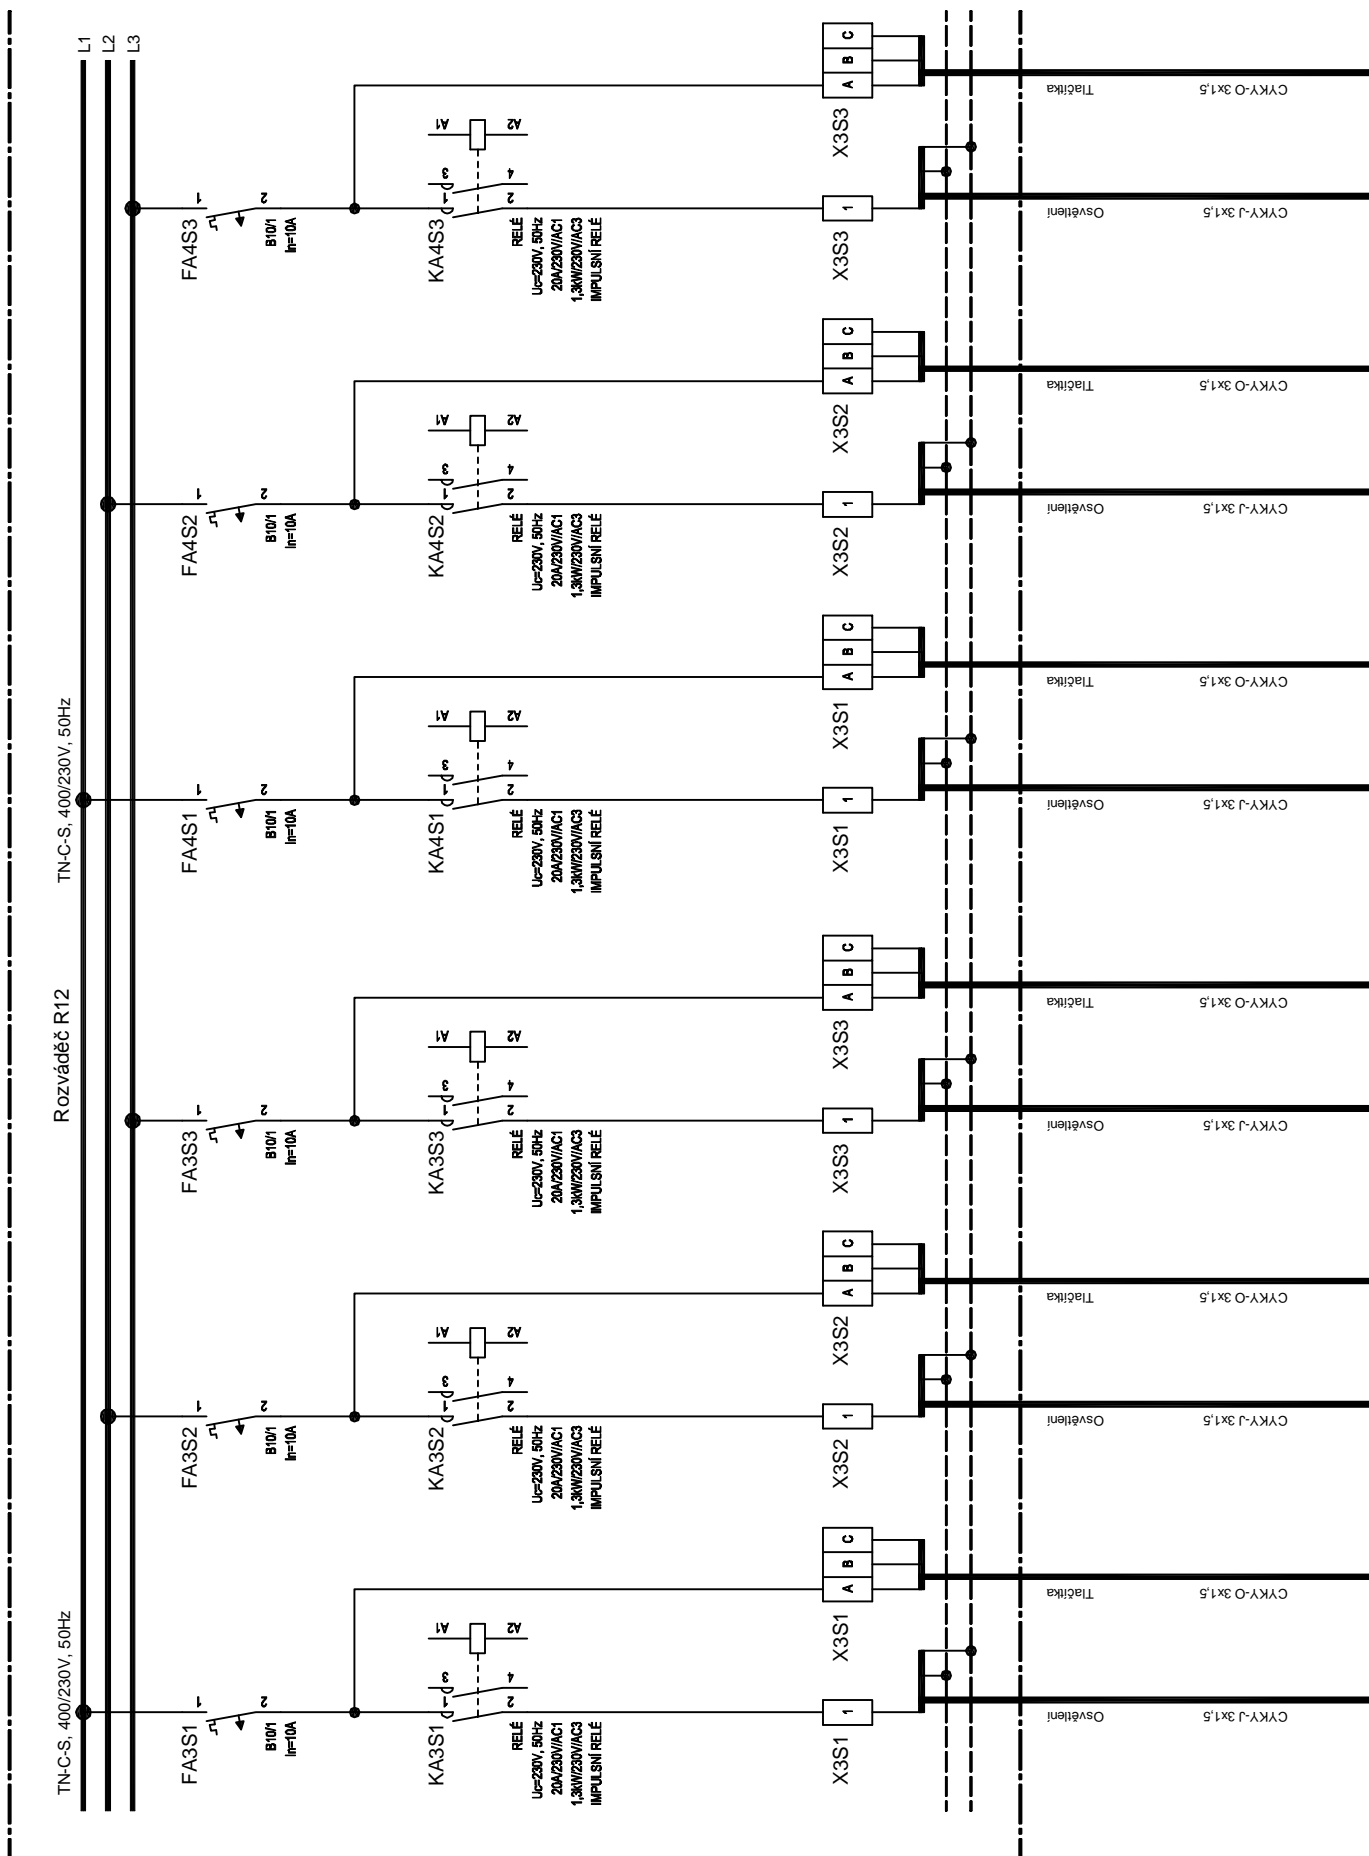 TN-C-S, 400/230V, 50Hz
Rozváděč R12
TN-C-S, 400/230V, 50Hz
L1
L2
L3
FA3S1
1
2
B10/1
In=10A
KA3S1
1
2
3
4
A1
A2
RELÉ
Uc=230V, 50Hz
20A/230V/AC1
1,3kW/230V/AC3
IMPULSNÍ RELÉ
X3S1
1
X3S1
A B C
Osvětlení
CYKY-J 3x1,5
Tlačítka
CYKY-O 3x1,5
FA3S2
1
2
B10/1
In=10A
KA3S2
1
2
3
4
A1
A2
RELÉ
Uc=230V, 50Hz
20A/230V/AC1
1,3kW/230V/AC3
IMPULSNÍ RELÉ
X3S2
1
X3S2
A B C
Osvětlení
CYKY-J 3x1,5
Tlačítka
CYKY-O 3x1,5
FA3S3
1
2
B10/1
In=10A
KA3S3
1
2
3
4
A1
A2
RELÉ
Uc=230V, 50Hz
20A/230V/AC1
1,3kW/230V/AC3
IMPULSNÍ RELÉ
X3S3
1
X3S3
A B C
Osvětlení
CYKY-J 3x1,5
Tlačítka
CYKY-O 3x1,5
FA4S1
1
2
B10/1
In=10A
KA4S1
1
2
3
4
A1
A2
RELÉ
Uc=230V, 50Hz
20A/230V/AC1
1,3kW/230V/AC3
IMPULSNÍ RELÉ
X3S1
1
X3S1
A B C
Osvětlení
CYKY-J 3x1,5
Tlačítka
CYKY-O 3x1,5
FA4S2
1
2
B10/1
In=10A
KA4S2
1
2
3
4
A1
A2
RELÉ
Uc=230V, 50Hz
20A/230V/AC1
1,3kW/230V/AC3
IMPULSNÍ RELÉ
X3S2
1
X3S2
A B C
Osvětlení
CYKY-J 3x1,5
Tlačítka
CYKY-O 3x1,5
FA4S3
1
2
B10/1
In=10A
KA4S3
1
2
3
4
A1
A2
RELÉ
Uc=230V, 50Hz
20A/230V/AC1
1,3kW/230V/AC3
IMPULSNÍ RELÉ
X3S3
1
X3S3
A B C
Osvětlení
CYKY-J 3x1,5
Tlačítka
CYKY-O 3x1,5